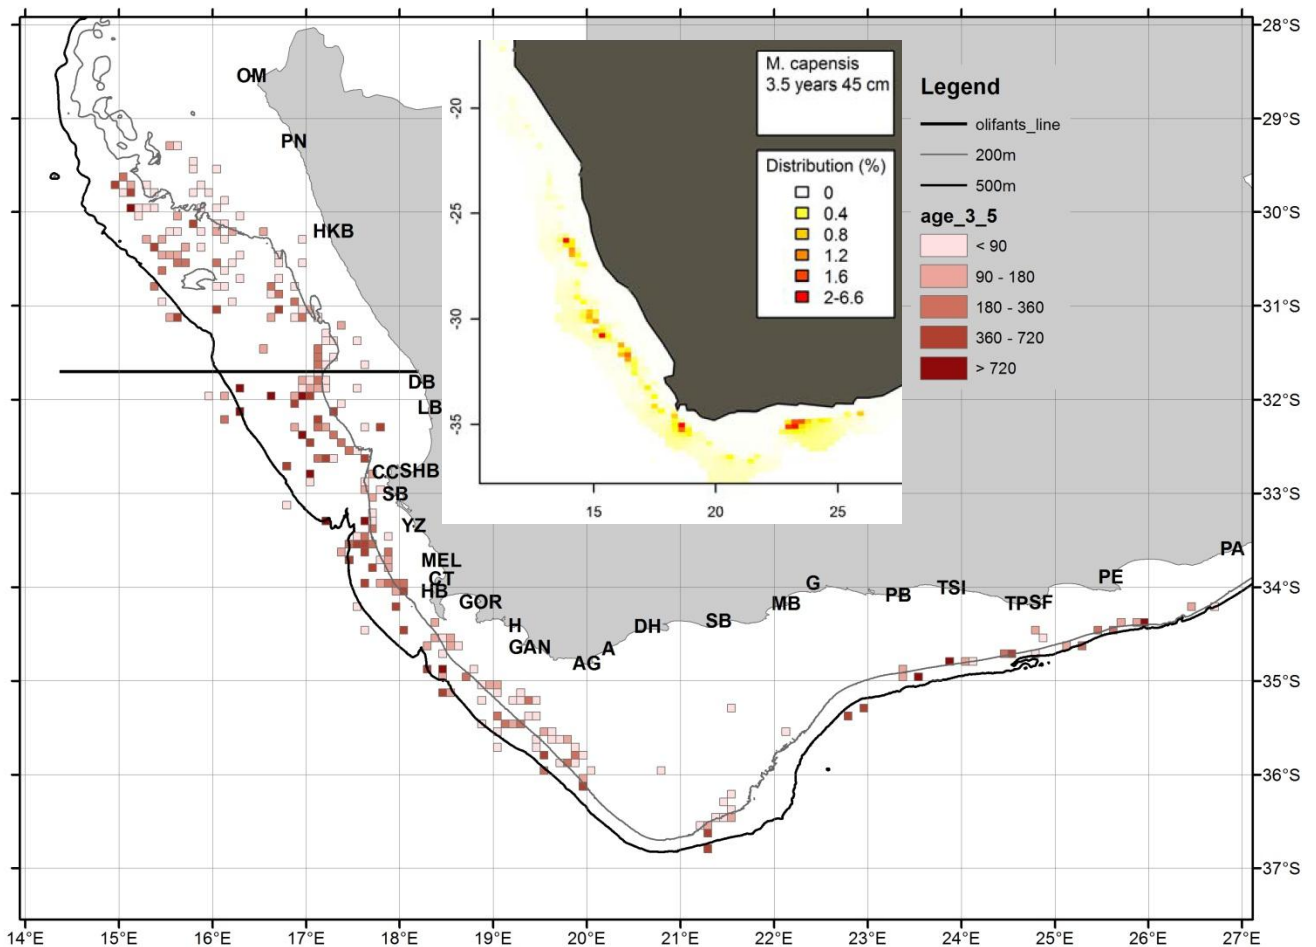 OM
PN
HKB
DB
LB
CCSHB
SB
YZ
MEL
CT
HB
GOR
H
GAN
AG
A
DH
SB
MB
G
PB
TSI
TPSF
PE
PA
M. capensis
3.5 years 45 cm
Distribution (%)
0
0.4
0.8
1.2
1.6
2-6.6
-20
-25
-30
-35
15
20
25
Legend
olifants_line
200m
500m
age_3_5
< 90
90 - 180
180 - 360
360 - 720
> 720
28°S
29°S
30°S
31°S
32°S
33°S
34°S
35°S
36°S
37°S
14°E
15°E
16°E
17°E
18°E
19°E
20°E
21°E
22°E
23°E
24°E
25°E
26°E
27°E